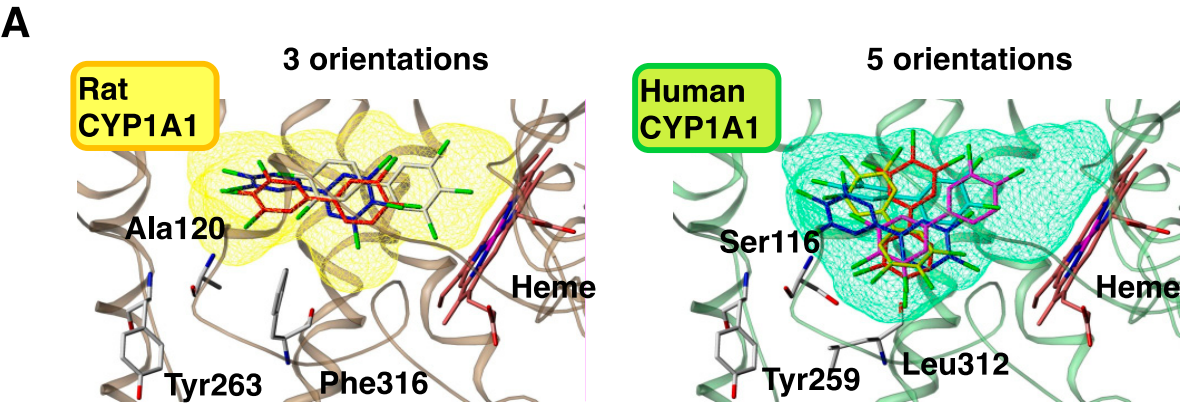 A
3 orientations
Rat
CYP1A1
Ala120
Heme
Tyr263
Phe316
5 orientations
Human
CYP1A1
Ser116
Heme
Tyr259
Leu312